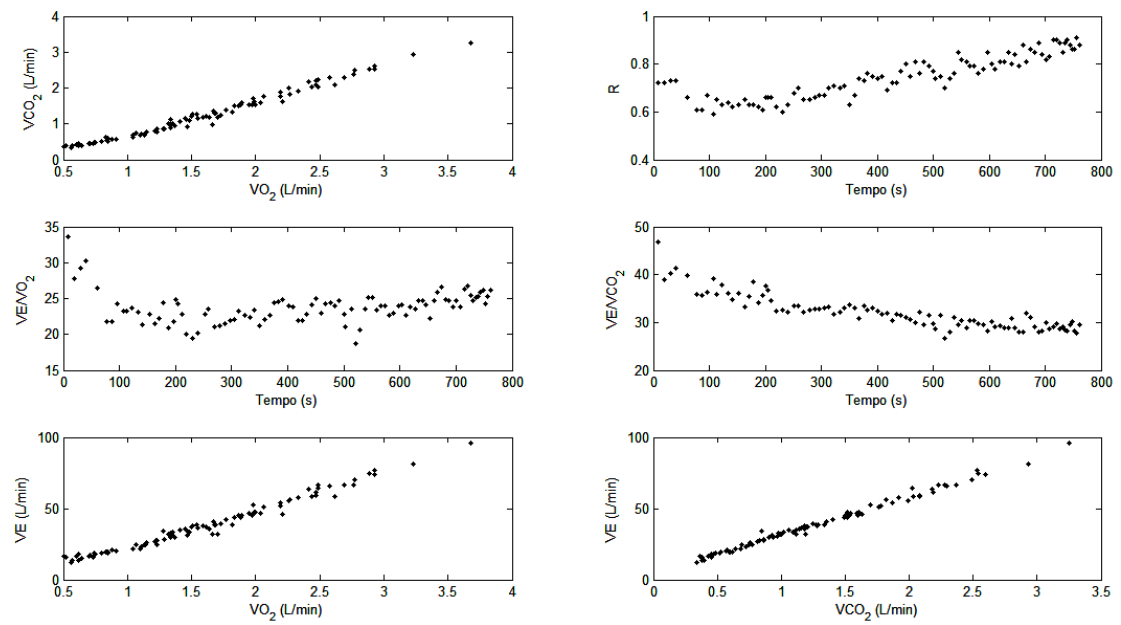 4
3
2
1
0
VCO2 (L/min)
0.5 1 1.5 2 2.5 3 3.5 4
VO2 (L/min)
1
0.8
0.6
0.4
R
0 100 200 300 400 500 600 700 800
Tempo (s)
35
30
25
20
15
VE/VO2
0 100 200 300 400 500 600 700 800
Tempo (s)
50
40
30
20
VE/VCO2
0 100 200 300 400 500 600 700 800
Tempo (s)
100
50
0
VE (L/min)
0.5 1 1.5 2 2.5 3 3.5 4
VO2 (L/min)
100
50
0
VE (L/min)
0 0.5 1 1.5 2 2.5 3 3.5
VCO2 (L/min)